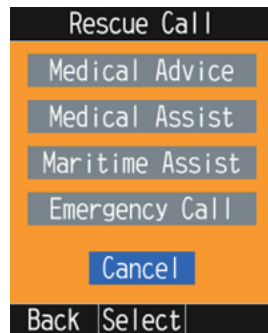 Rescue Call
Medical Advice
Medical Assist
Maritime Assist
Emergency Call
Cancel
Back Select